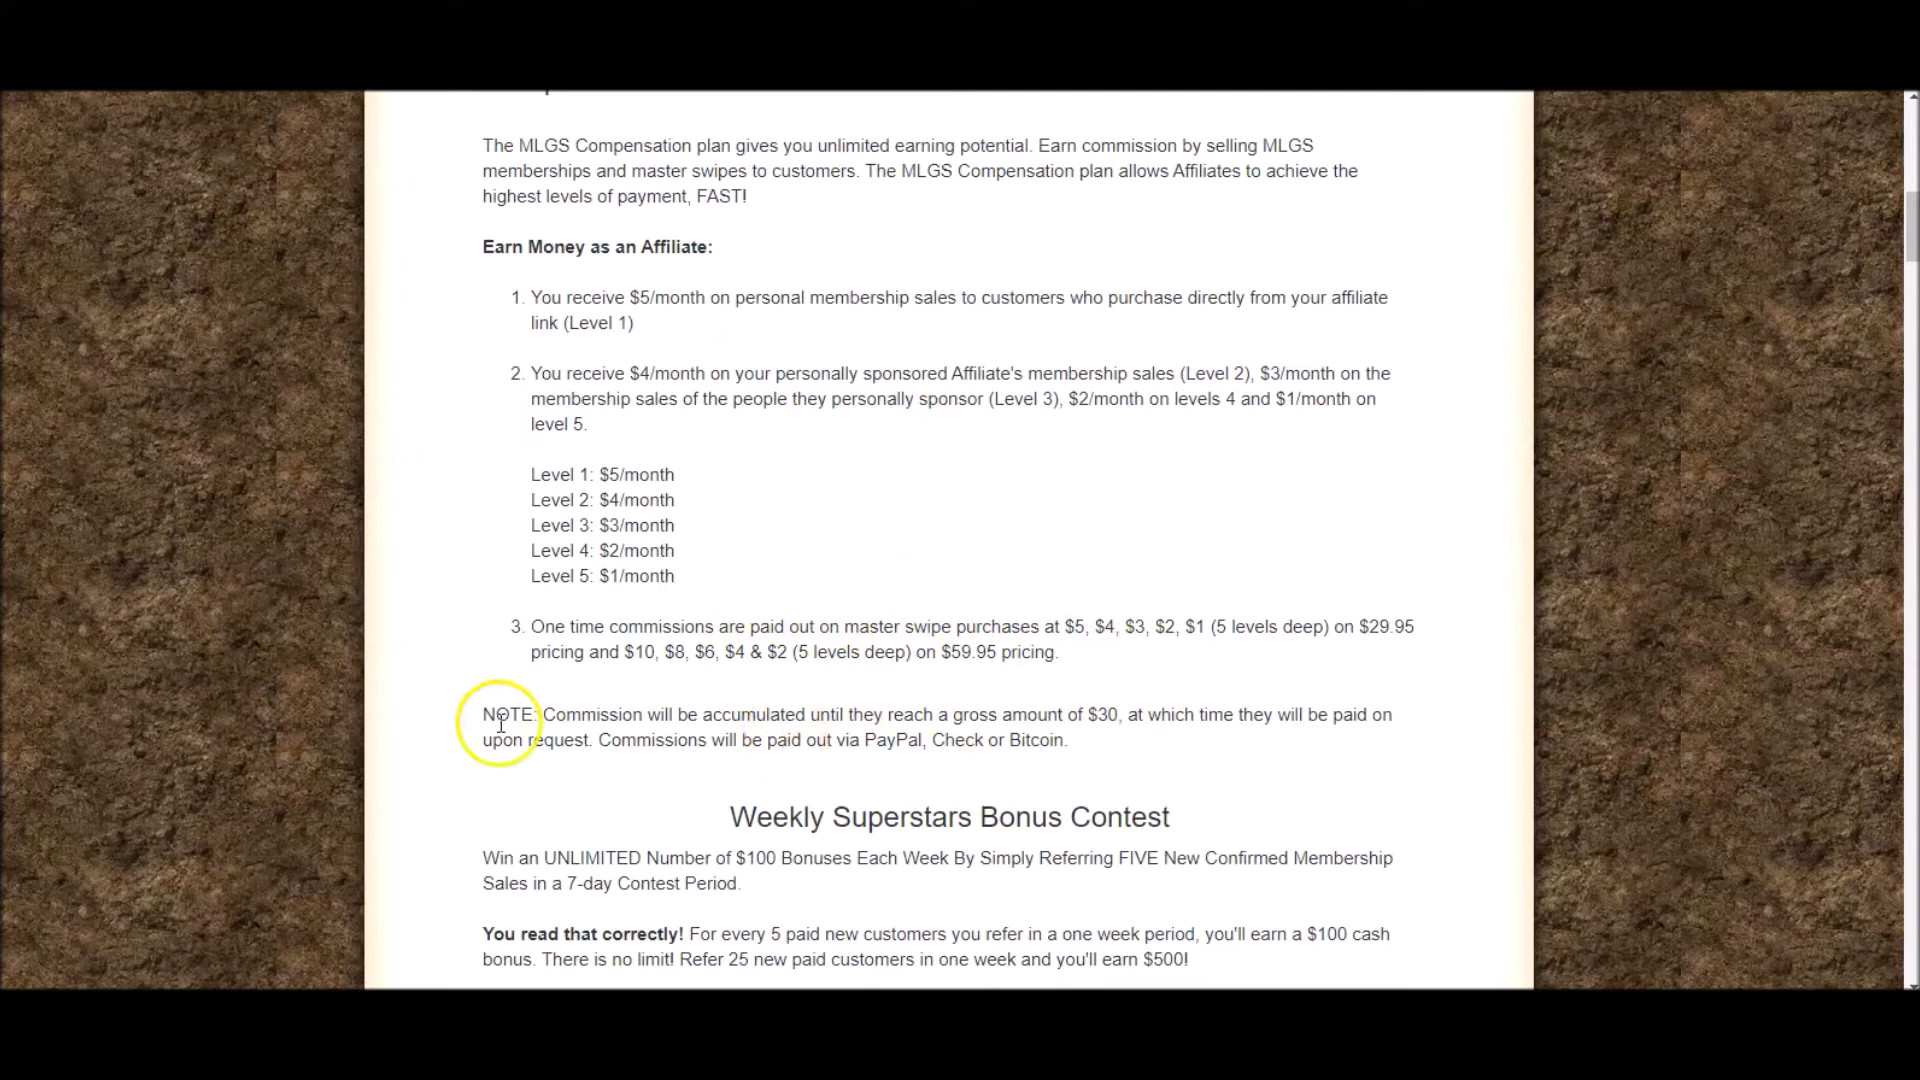 The MLGS Compensation plan gives you unlimited earning potential. Earn commission by selling MLGS
memberships and master swipes to customers. The MLGS Compensation plan allows Affiliates to achieve the
highest levels of payment, FAST!
Earn Money as an Affiliate:
1. You receive $5/month on personal membership sales to customers who purchase directly from your affiliate
link (Level 1)
2. You receive $4/month on your personally sponsored Affiliate's membership sales (Level 2), $3/month on the
membership sales of the people they personally sponsor (Level 3), $2/month on levels 4 and $1/month on
level 5.
Level 1: $5/month
Level 2: $4/month
Level 3: $3/month
Level 4: $2/month
Level 5: $1/month
3. One time commissions are paid out on master swipe purchases at $5, $4, $3, $2, $1 (5 levels deep) on $29.95
pricing and $10, $8, $6, $4 & $2 (5 levels deep) on $59.95 pricing.
NOTE: Commission will be accumulated until they reach a gross amount of $30, at which time they will be paid on
upon request. Commissions will be paid out via PayPal, Check or Bitcoin.
Weekly Superstars Bonus Contest
Win an UNLIMITED Number of $100 Bonuses Each Week By Simply Referring FIVE New Confirmed Membership
Sales in a 7-day Contest Period.
You read that correctly! For every 5 paid new customers you refer in a one week period, you'll earn a $100 cash
bonus. There is no limit! Refer 25 new paid customers in one week and you'll earn $500!